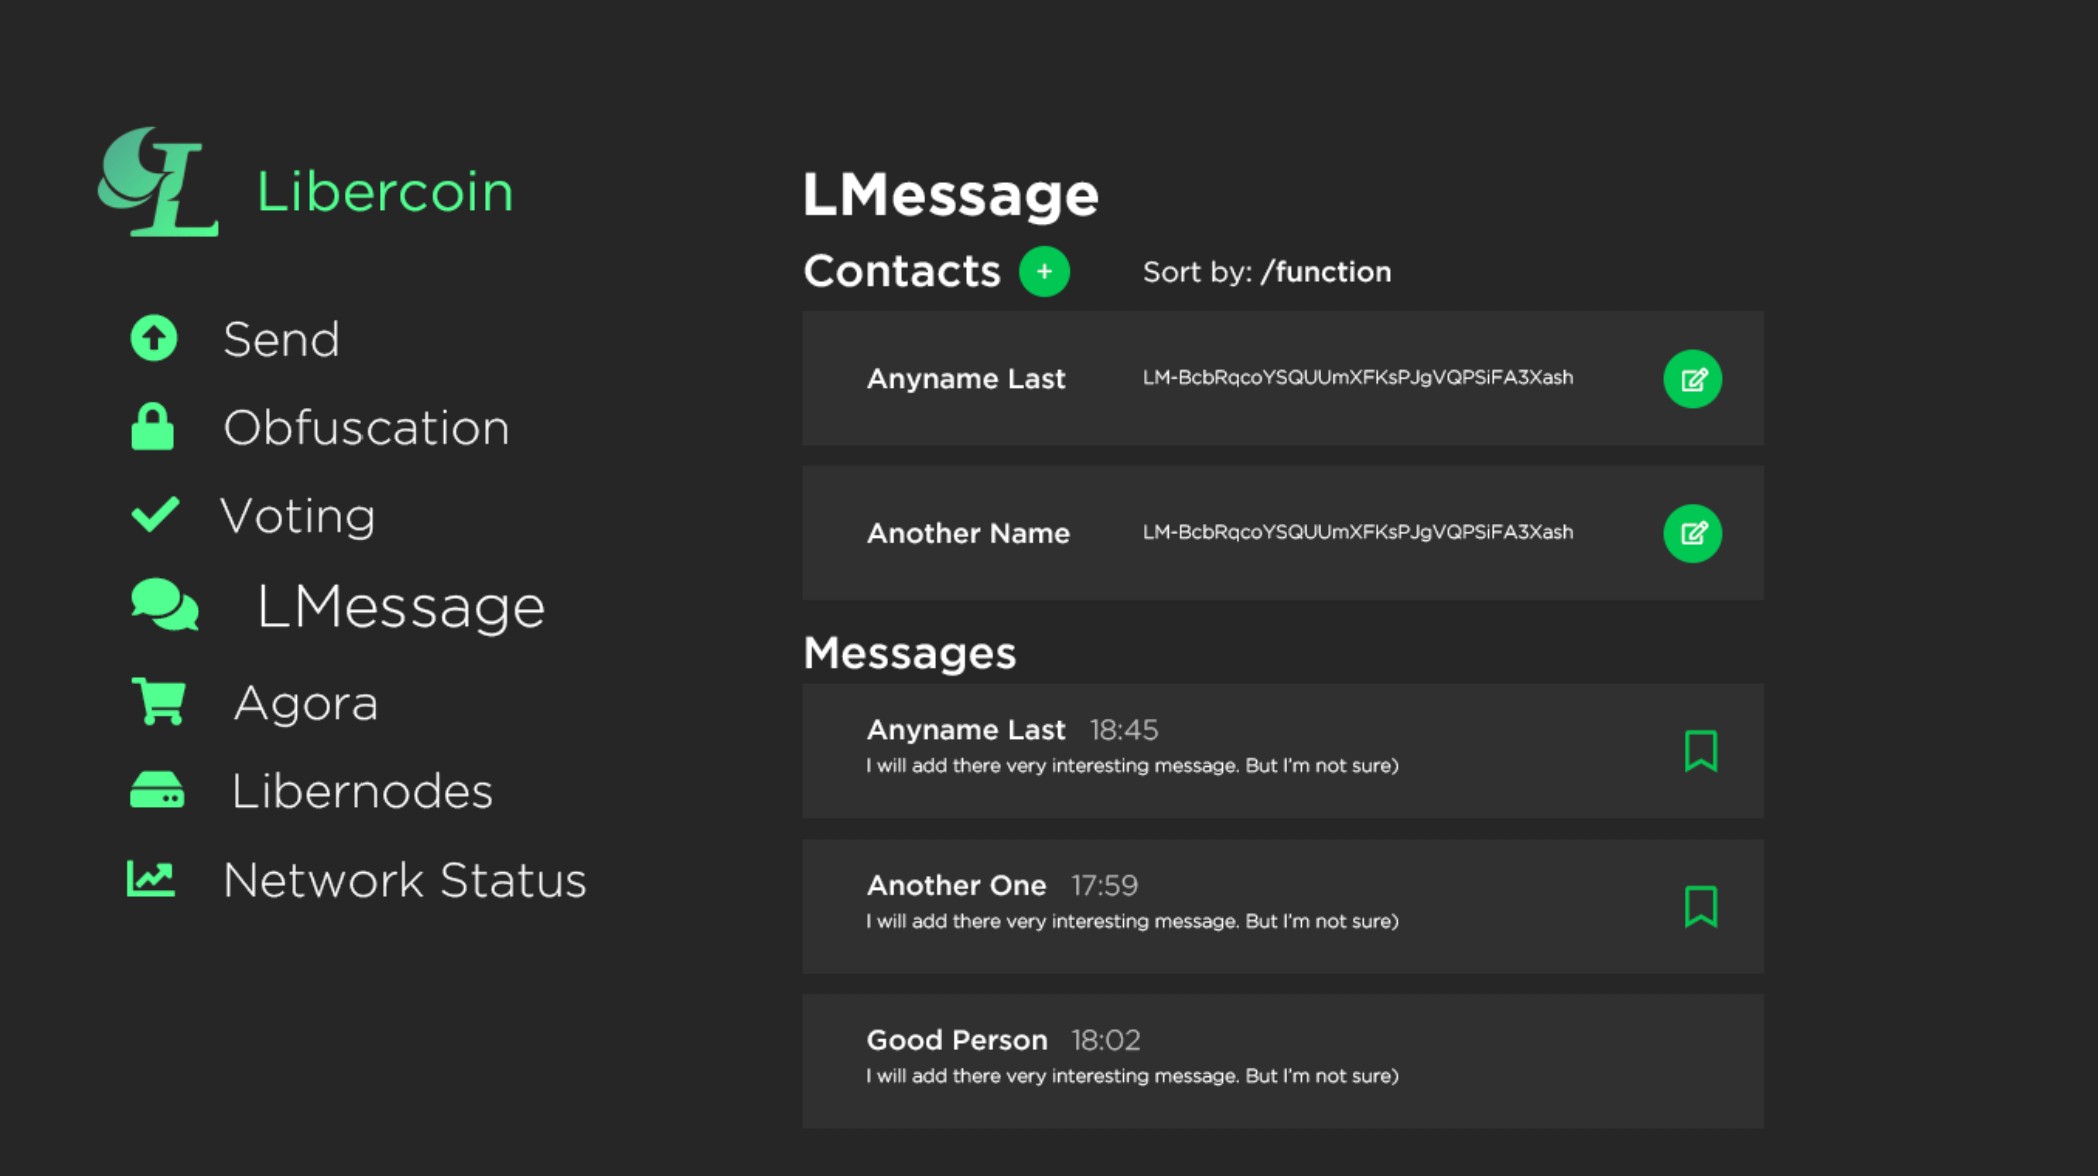 Libercoin
Send
Obfuscation
Voting
LMessage
Agora
Libernodes
Network Status
LMessage
Contacts +
Sort by: /function
Anyname Last
LM-BcbRqcoYSQUUmXFKsPJgVQPSiFA3Xash
Another Name
LM-BcbRqcoYSQUUmXFKsPJgVQPSiFA3Xash
Messages
Anyname Last 18:45
I will add there very interesting message. But I'm not sure)
Another One 17:59
I will add there very interesting message. But I'm not sure)
Good Person 18:02
I will add there very interesting message. But I'm not sure)